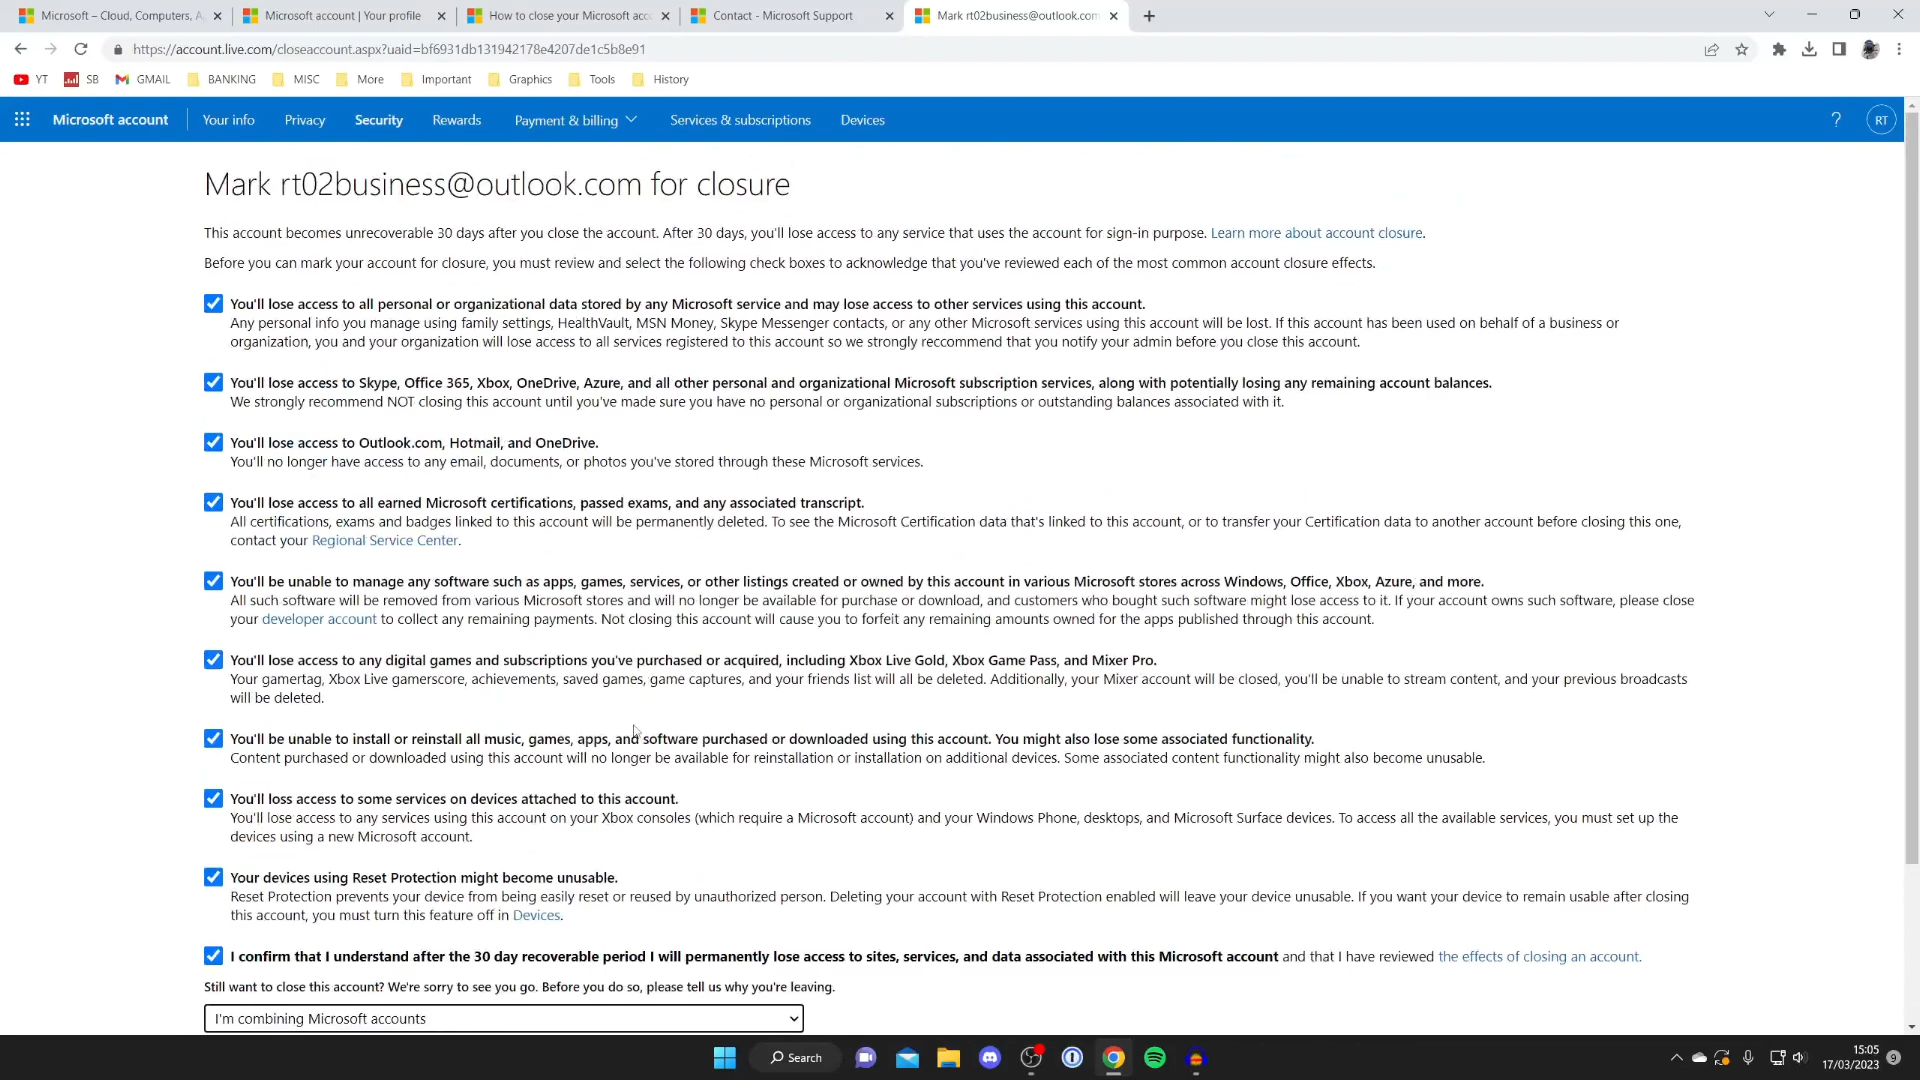 Microsoft – Cloud, Computers, A
Microsoft account | Your profile
How to close your Microsoft acc
Contact - Microsoft Support
Mark rt02business@outlook.com
https://account.live.com/closeaccount.aspx?uaid=bf6931db131942178e4207de1c5b8e91
YT
SB
GMAIL
BANKING
MISC
More
Important
Graphics
Tools
History
Microsoft account
Your info
Privacy
Security
Rewards
Payment & billing
Services & subscriptions
Devices
?
RT
Mark rt02business@outlook.com for closure
This account becomes unrecoverable 30 days after you close the account. After 30 days, you'll lose access to any service that uses the account for sign-in purpose. Learn more about account closure.
Before you can mark your account for closure, you must review and select the following check boxes to acknowledge that you've reviewed each of the most common account closure effects.
You'll lose access to all personal or organizational data stored by any Microsoft service and may lose access to other services using this account.
Any personal info you manage using family settings, HealthVault, MSN Money, Skype Messenger contacts, or any other Microsoft services using this account will be lost. If this account has been used on behalf of a business or
organization, you and your organization will lose access to all services registered to this account so we strongly reccommend that you notify your admin before you close this account.
You'll lose access to Skype, Office 365, Xbox, OneDrive, Azure, and all other personal and organizational Microsoft subscription services, along with potentially losing any remaining account balances.
We strongly recommend NOT closing this account until you've made sure you have no personal or organizational subscriptions or outstanding balances associated with it.
You'll lose access to Outlook.com, Hotmail, and OneDrive.
You'll no longer have access to any email, documents, or photos you've stored through these Microsoft services.
You'll lose access to all earned Microsoft certifications, passed exams, and any associated transcript.
All certifications, exams and badges linked to this account will be permanently deleted. To see the Microsoft Certification data that's linked to this account, or to transfer your Certification data to another account before closing this one,
contact your Regional Service Center.
You'll be unable to manage any software such as apps, games, services, or other listings created or owned by this account in various Microsoft stores across Windows, Office, Xbox, Azure, and more.
All such software will be removed from various Microsoft stores and will no longer be available for purchase or download, and customers who bought such software might lose access to it. If your account owns such software, please close
your developer account to collect any remaining payments. Not closing this account will cause you to forfeit any remaining amounts owned for the apps published through this account.
You'll lose access to any digital games and subscriptions you've purchased or acquired, including Xbox Live Gold, Xbox Game Pass, and Mixer Pro.
Your gamertag, Xbox Live gamerscore, achievements, saved games, game captures, and your friends list will all be deleted. Additionally, your Mixer account will be closed, you'll be unable to stream content, and your previous broadcasts
will be deleted.
You'll be unable to install or reinstall all music, games, apps, and software purchased or downloaded using this account. You might also lose some associated functionality.
Content purchased or downloaded using this account will no longer be available for reinstallation or installation on additional devices. Some associated content functionality might also become unusable.
You'll loss access to some services on devices attached to this account.
You'll lose access to any services using this account on your Xbox consoles (which require a Microsoft account) and your Windows Phone, desktops, and Microsoft Surface devices. To access all the available services, you must set up the
devices using a new Microsoft account.
Your devices using Reset Protection might become unusable.
Reset Protection prevents your device from being easily reset or reused by unauthorized person. Deleting your account with Reset Protection enabled will leave your device unusable. If you want your device to remain usable after closing
this account, you must turn this feature off in Devices.
I confirm that I understand after the 30 day recoverable period I will permanently lose access to sites, services, and data associated with this Microsoft account and that I have reviewed the effects of closing an account.
Still want to close this account? We're sorry to see you go. Before you do so, please tell us why you're leaving.
I'm combining Microsoft accounts
Search
15:05
17/03/2023
9